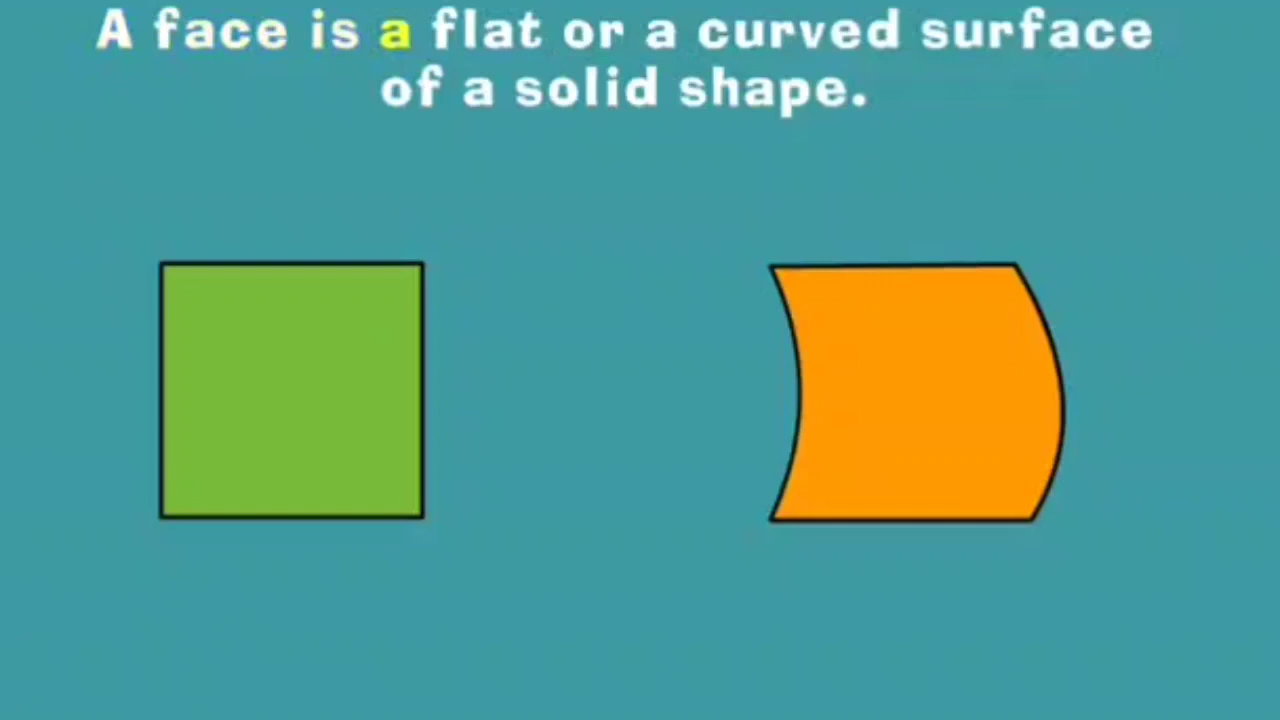 A face is a flat or a curved surface
of a solid shape.